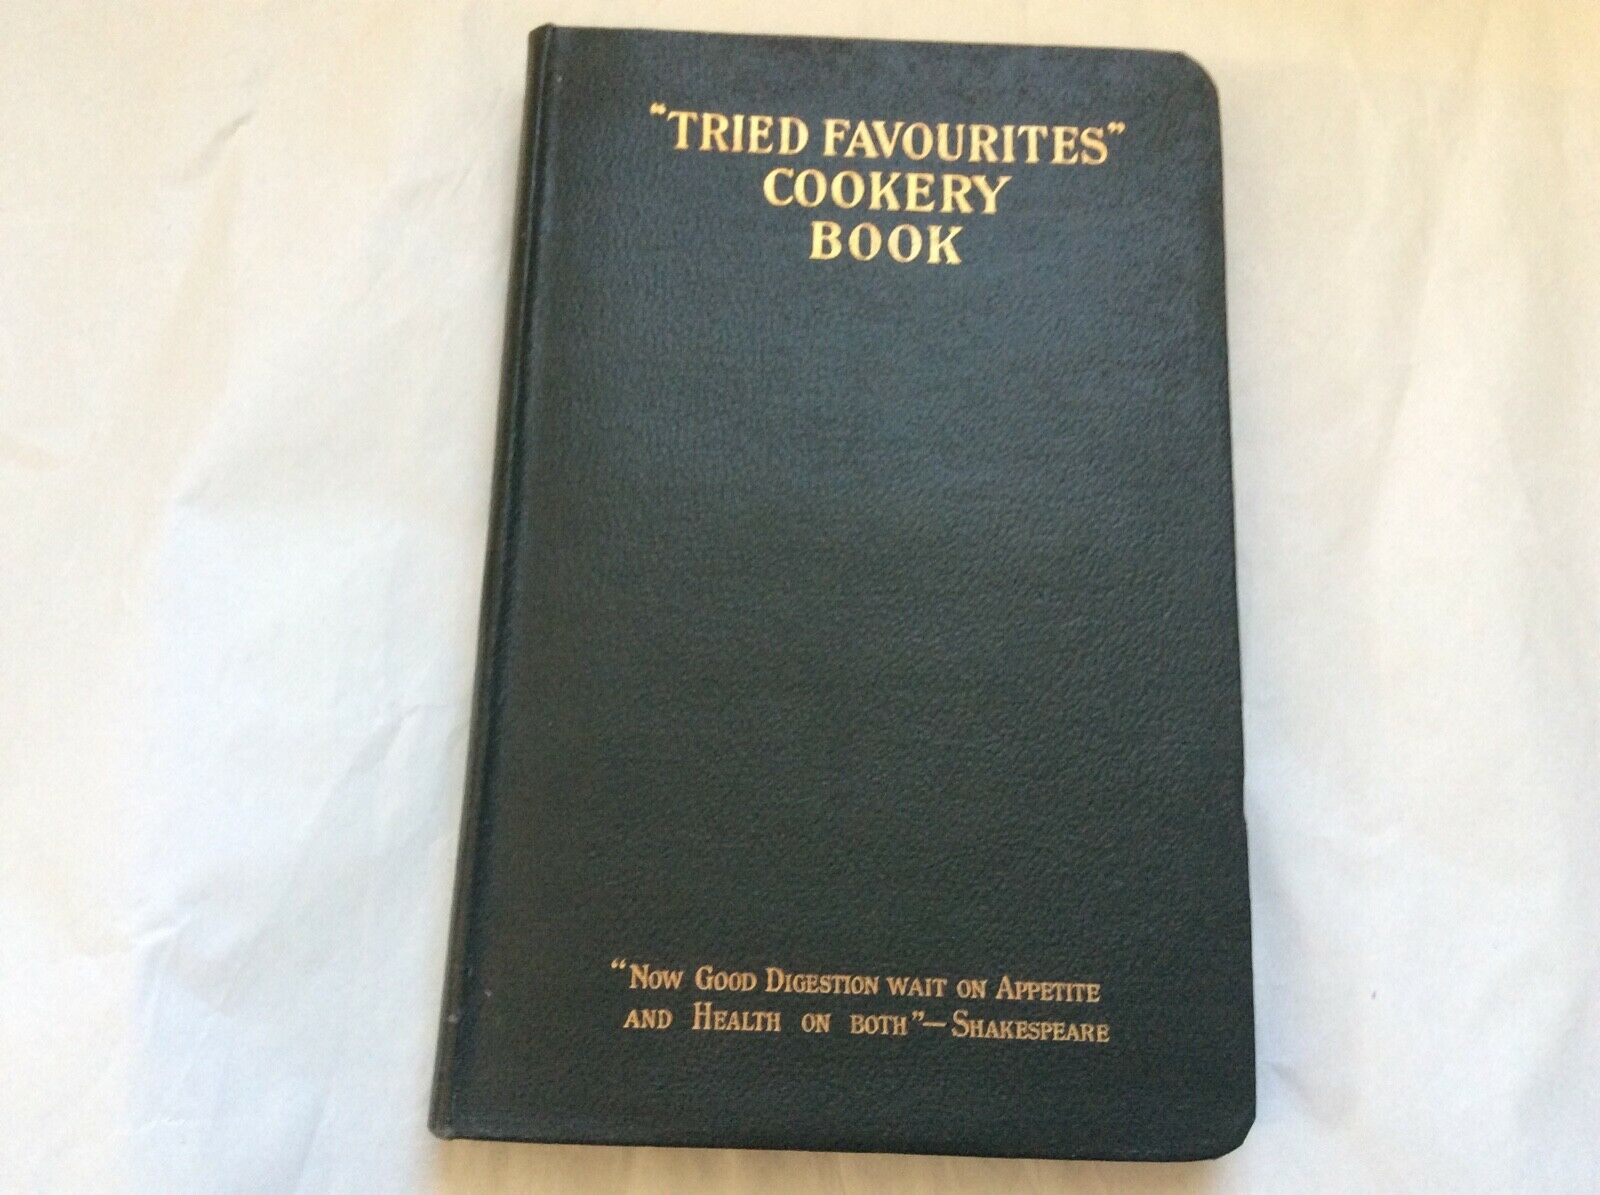 “TRIED FAVOURITES”
COOKERY
BOOK
“NOW GOOD DIGESTION WAIT ON APPETITE
AND HEALTH ON BOTH”—SHAKESPEARE